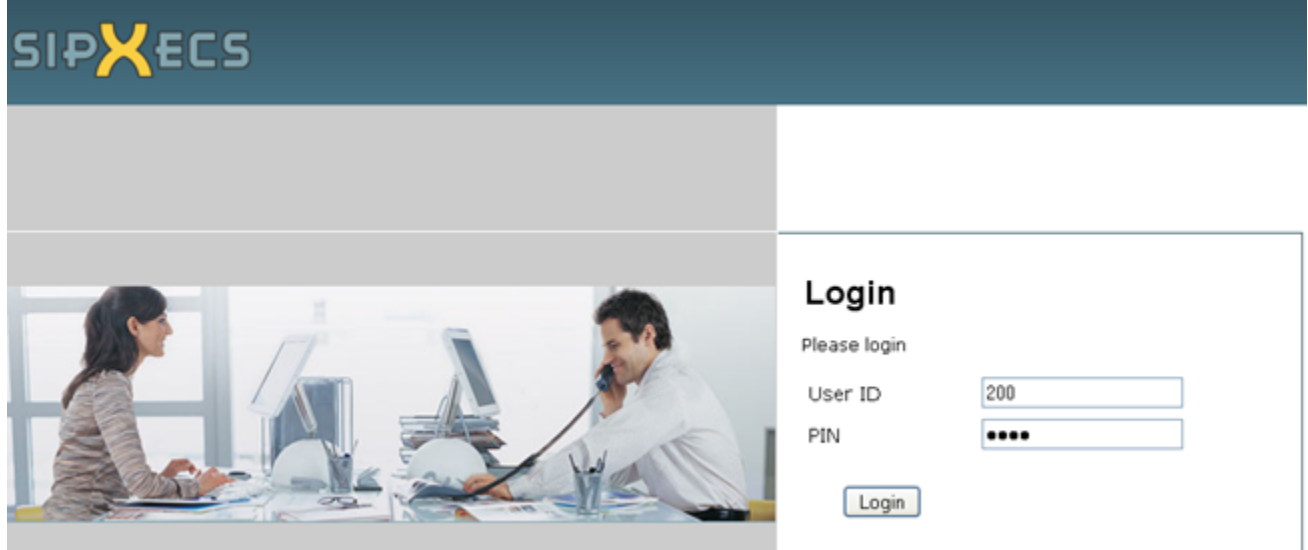 SIPXECS
Login
Please login
User ID 200
PIN ••••
Login